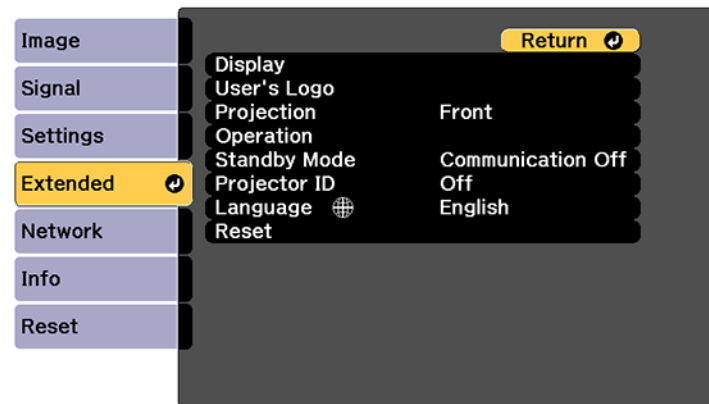 Image
Signal
Settings
Extended
Network
Info
Reset
Return
Display
User's Logo
Projection Front
Operation
Standby Mode Communication Off
Projector ID Off
Language English
Reset